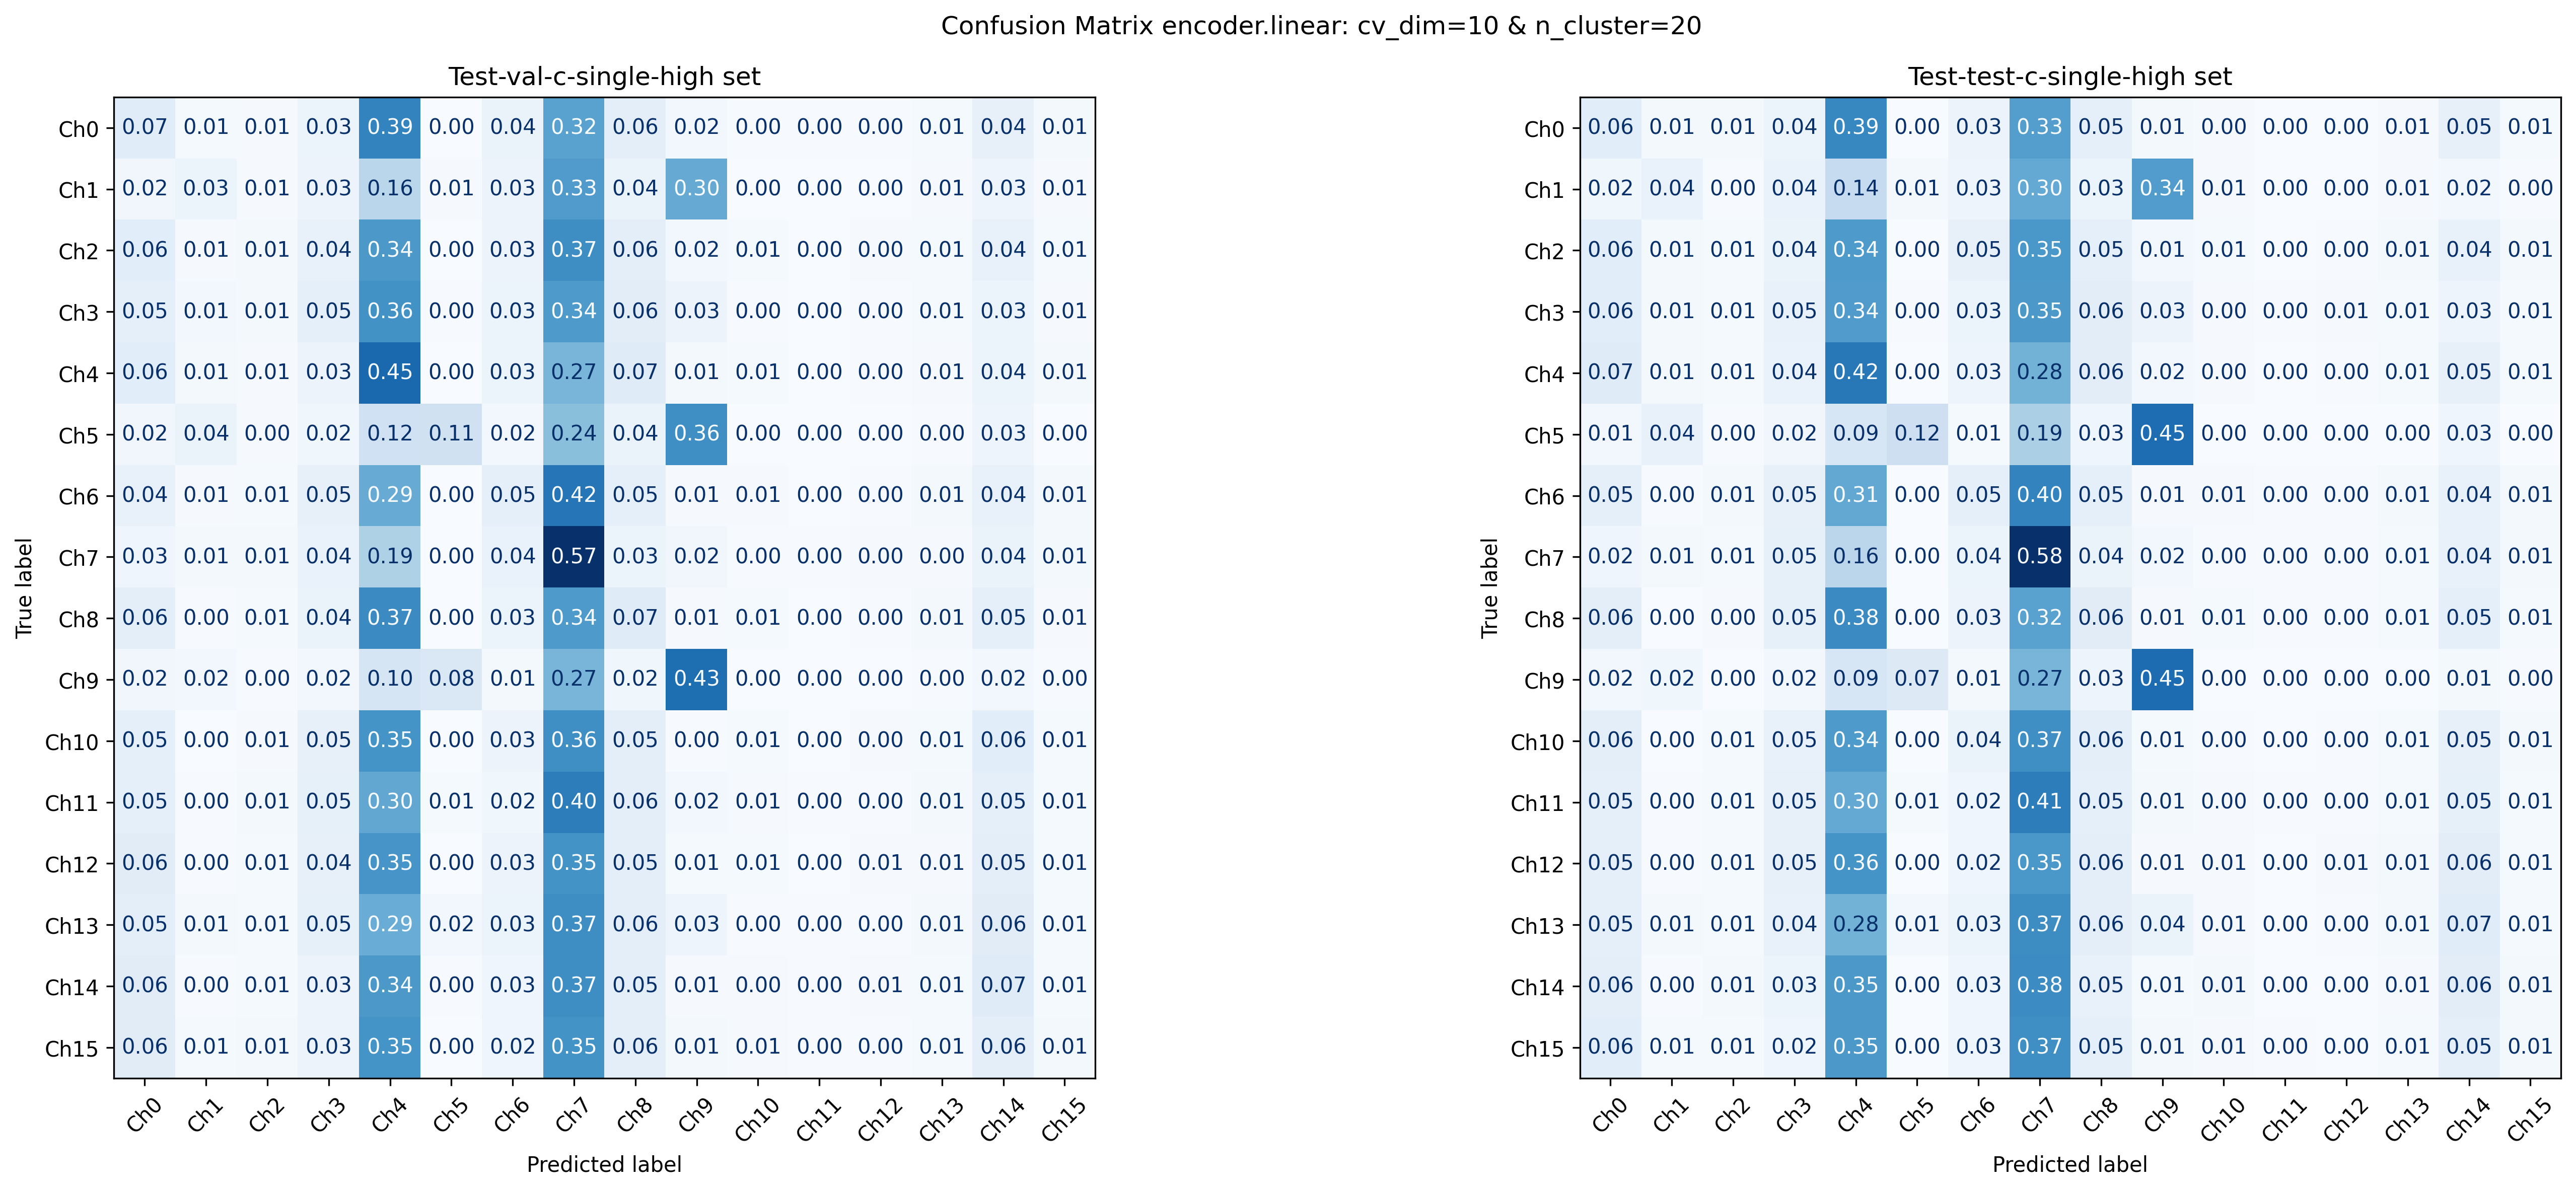 Confusion Matrix encoder.linear: cv_dim=10 & n_cluster=20
Test-val-c-single-high set
True label
Ch0 0.07 0.01 0.01 0.03 0.39 0.00 0.04 0.32 0.06 0.02 0.00 0.00 0.00 0.01 0.04 0.01
Ch1 0.02 0.03 0.01 0.03 0.16 0.01 0.03 0.33 0.04 0.30 0.00 0.00 0.00 0.01 0.03 0.01
Ch2 0.06 0.01 0.01 0.04 0.34 0.00 0.03 0.37 0.06 0.02 0.01 0.00 0.00 0.01 0.04 0.01
Ch3 0.05 0.01 0.01 0.05 0.36 0.00 0.03 0.34 0.06 0.03 0.00 0.00 0.00 0.01 0.03 0.01
Ch4 0.06 0.01 0.01 0.03 0.45 0.00 0.03 0.27 0.07 0.01 0.01 0.00 0.00 0.01 0.04 0.01
Ch5 0.02 0.04 0.00 0.02 0.12 0.11 0.02 0.24 0.04 0.36 0.00 0.00 0.00 0.00 0.03 0.00
Ch6 0.04 0.01 0.01 0.05 0.29 0.00 0.05 0.42 0.05 0.01 0.01 0.00 0.00 0.01 0.04 0.01
Ch7 0.03 0.01 0.01 0.04 0.19 0.00 0.04 0.57 0.03 0.02 0.00 0.00 0.00 0.01 0.04 0.01
Ch8 0.06 0.00 0.01 0.04 0.37 0.00 0.03 0.34 0.07 0.01 0.01 0.00 0.00 0.01 0.05 0.01
Ch9 0.02 0.02 0.00 0.02 0.10 0.08 0.01 0.27 0.02 0.43 0.00 0.00 0.00 0.00 0.02 0.00
Ch10 0.05 0.00 0.01 0.05 0.35 0.00 0.03 0.36 0.05 0.00 0.01 0.00 0.00 0.01 0.06 0.01
Ch11 0.05 0.00 0.01 0.05 0.30 0.01 0.02 0.40 0.06 0.02 0.01 0.00 0.00 0.01 0.05 0.01
Ch12 0.06 0.00 0.01 0.04 0.35 0.00 0.03 0.35 0.05 0.01 0.01 0.00 0.01 0.01 0.05 0.01
Ch13 0.05 0.01 0.01 0.05 0.29 0.02 0.03 0.37 0.06 0.03 0.00 0.00 0.00 0.01 0.06 0.01
Ch14 0.06 0.00 0.01 0.03 0.34 0.00 0.03 0.37 0.05 0.01 0.00 0.00 0.01 0.01 0.07 0.01
Ch15 0.06 0.01 0.01 0.03 0.35 0.00 0.02 0.35 0.06 0.01 0.01 0.00 0.00 0.01 0.06 0.01
Ch0 Ch1 Ch2 Ch3 Ch4 Ch5 Ch6 Ch7 Ch8 Ch9 Ch10 Ch11 Ch12 Ch13 Ch14 Ch15
Predicted label
Test-test-c-single-high set
True label
Ch0 0.06 0.01 0.01 0.04 0.39 0.00 0.03 0.33 0.05 0.01 0.00 0.00 0.00 0.01 0.05 0.01
Ch1 0.02 0.04 0.00 0.04 0.14 0.01 0.03 0.30 0.03 0.34 0.01 0.00 0.00 0.01 0.02 0.00
Ch2 0.06 0.01 0.01 0.04 0.34 0.00 0.05 0.35 0.05 0.01 0.01 0.00 0.00 0.01 0.04 0.01
Ch3 0.06 0.01 0.01 0.05 0.34 0.00 0.03 0.35 0.06 0.03 0.00 0.00 0.01 0.01 0.03 0.01
Ch4 0.07 0.01 0.01 0.04 0.42 0.00 0.03 0.28 0.06 0.02 0.01 0.00 0.00 0.01 0.05 0.01
Ch5 0.01 0.04 0.00 0.02 0.09 0.12 0.01 0.19 0.03 0.45 0.00 0.00 0.00 0.00 0.03 0.00
Ch6 0.05 0.00 0.01 0.05 0.31 0.00 0.05 0.40 0.05 0.01 0.01 0.00 0.00 0.01 0.04 0.01
Ch7 0.02 0.01 0.01 0.05 0.16 0.00 0.04 0.58 0.04 0.02 0.00 0.00 0.00 0.01 0.04 0.01
Ch8 0.06 0.00 0.00 0.05 0.38 0.00 0.03 0.32 0.06 0.01 0.01 0.00 0.00 0.01 0.05 0.01
Ch9 0.02 0.02 0.00 0.02 0.09 0.07 0.01 0.27 0.03 0.45 0.00 0.00 0.00 0.00 0.01 0.00
Ch10 0.06 0.00 0.01 0.05 0.34 0.00 0.04 0.37 0.06 0.01 0.00 0.00 0.00 0.01 0.05 0.01
Ch11 0.05 0.00 0.01 0.05 0.30 0.01 0.02 0.41 0.05 0.01 0.00 0.00 0.00 0.01 0.05 0.01
Ch12 0.05 0.00 0.01 0.05 0.36 0.00 0.02 0.35 0.06 0.01 0.01 0.00 0.01 0.01 0.06 0.01
Ch13 0.05 0.01 0.01 0.04 0.28 0.01 0.03 0.37 0.06 0.04 0.01 0.00 0.00 0.01 0.07 0.01
Ch14 0.06 0.00 0.01 0.03 0.35 0.00 0.03 0.38 0.05 0.01 0.01 0.00 0.00 0.01 0.06 0.01
Ch15 0.06 0.01 0.01 0.02 0.35 0.00 0.03 0.37 0.05 0.01 0.01 0.00 0.00 0.01 0.05 0.01
Ch0 Ch1 Ch2 Ch3 Ch4 Ch5 Ch6 Ch7 Ch8 Ch9 Ch10 Ch11 Ch12 Ch13 Ch14 Ch15
Predicted label